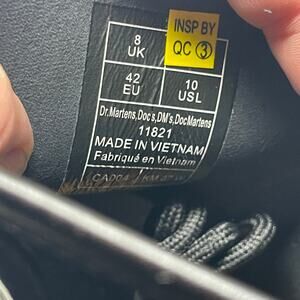 INSP BY
QC ③
8
UK
42
EU
10
USL
Dr.Martens,Doc's,DM's,DocMartens
11821
MADE IN VIETNAM
Fabriqué en Vietnam
CA004